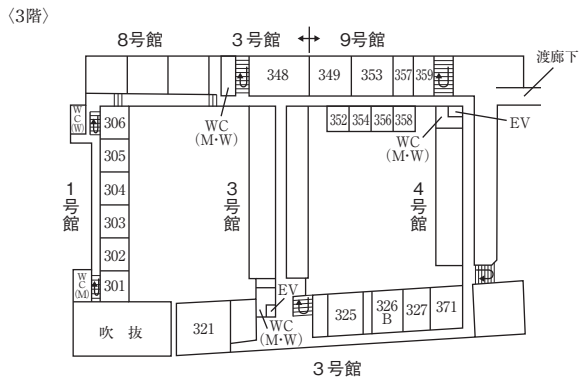 〈3階〉
8号館
3号館
9号館
渡廊下
348
349
353
357
359
WC
(W)
306
WC
(M・W)
352
354
356
358
WC
(M・W)
EV
305
304
303
302
301
1号館
3号館
4号館
WC
(M)
吹 抜
321
EV
WC
(M・W)
325
326
B
327
371
3号館